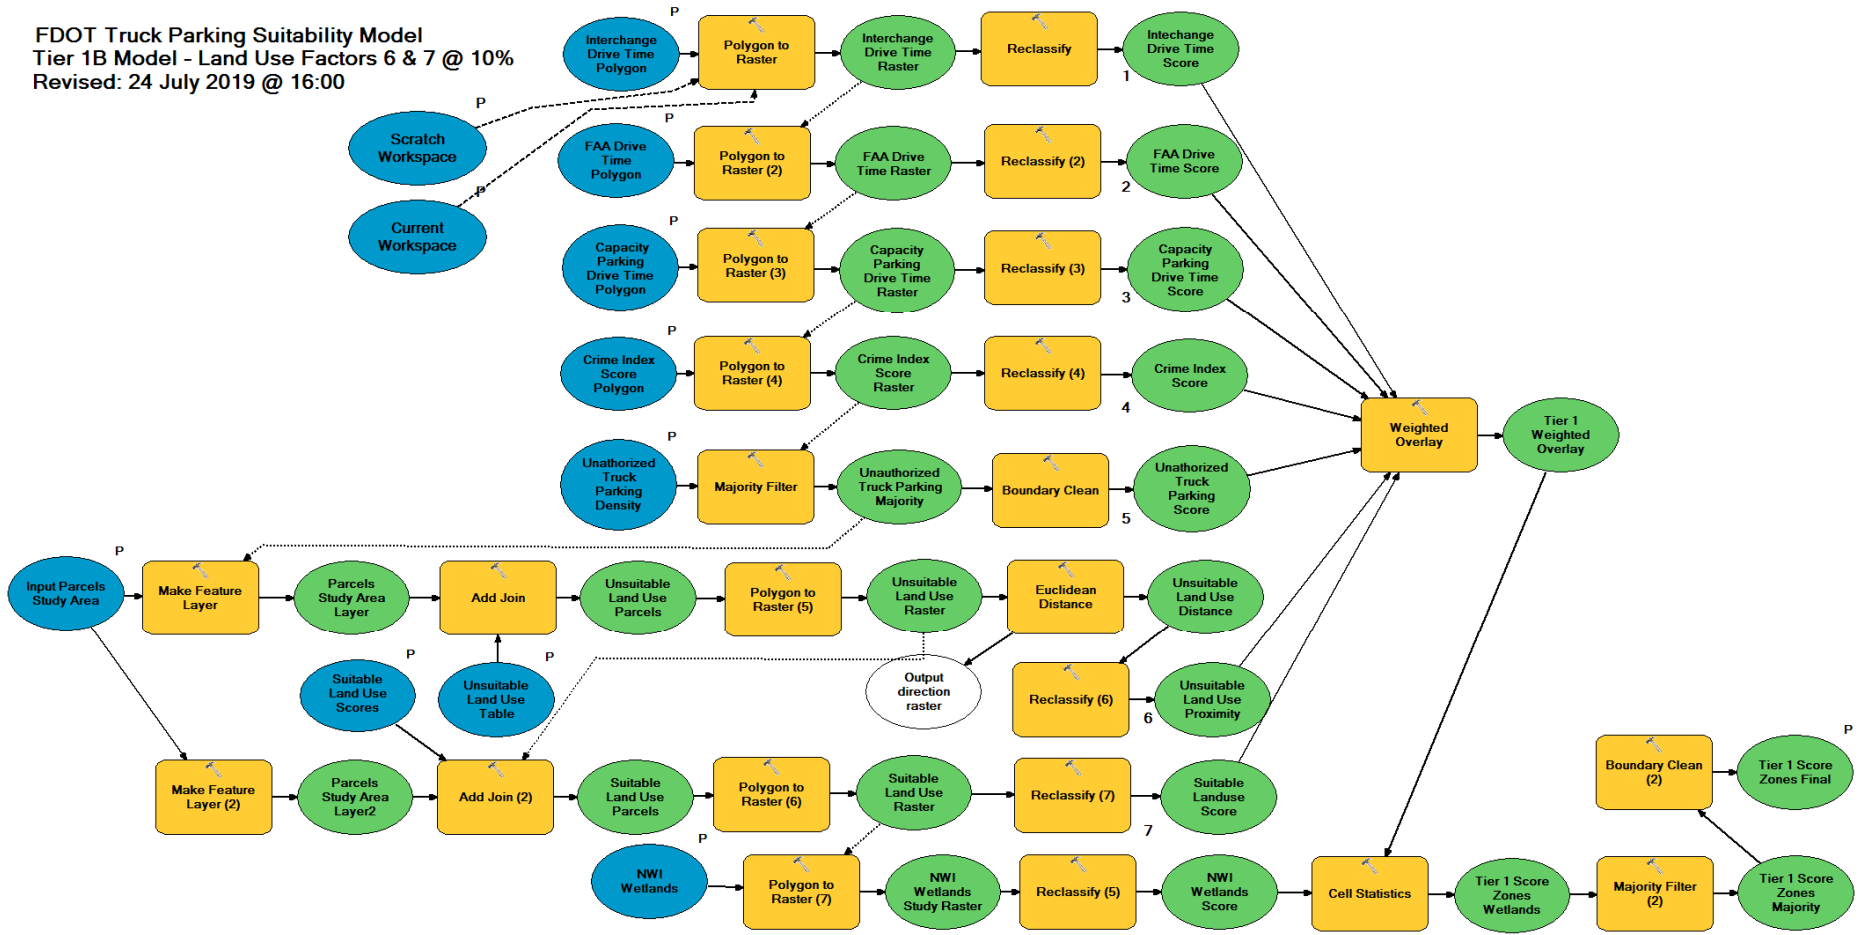 FDOT Truck Parking Suitability Model
Tier 1B Model - Land Use Factors 6 & 7 @ 10%
Revised: 24 July 2019 @ 16:00
P
Interchange
Drive Time
Polygon
Polygon to
Raster
Interchange
Drive Time
Raster
Reclassify
Intechange
Drive Time
Score
1
P
Scratch
Workspace
P
Current
Workspace
P
FAA Drive
Time
Polygon
Polygon to
Raster (2)
FAA Drive
Time Raster
Reclassify (2)
FAA Drive
Time Score
2
P
Capacity
Parking
Drive Time
Polygon
Polygon to
Raster (3)
Capacity
Parking
Drive Time
Raster
Reclassify (3)
Capacity
Parking
Drive Time
Score
3
P
Crime Index
Score
Polygon
Polygon to
Raster (4)
Crime Index
Score
Raster
Reclassify (4)
Crime Index
Score
4
Weighted
Overlay
Tier 1
Weighted
Overlay
P
Unathorized
Truck
Parking
Density
Majority Filter
Unauthorized
Truck Parking
Majority
Boundary Clean
Unathorized
Truck
Parking
Score
5
P
Input Parcels
Study Area
Make Feature
Layer
Parcels
Study Area
Layer
Add Join
Unsuitable
Land Use
Parcels
Polygon to
Raster (5)
Unsuitable
Land Use
Raster
Euclidean
Distance
Unsuitable
Land Use
Distance
P
Suitable
Land Use
Scores
P
Unsuitable
Land Use
Table
Output
direction
raster
Reclassify (6)
Unsuitable
Land Use
Proximity
6
Make Feature
Layer (2)
Parcels
Study Area
Layer2
Add Join (2)
Suitable
Land Use
Parcels
Polygon to
Raster (6)
Suitable
Land Use
Raster
Reclassify (7)
Suitable
Landuse
Score
7
Boundary Clean
(2)
P
Tier 1 Score
Zones Final
P
NWI
Wetlands
Polygon to
Raster (7)
NWI
Wetlands
Study Raster
Reclassify (5)
NWI
Wetlands
Score
Cell Statistics
Tier 1 Score
Zones
Wetlands
Majority Filter
(2)
Tier 1 Score
Zones
Majority